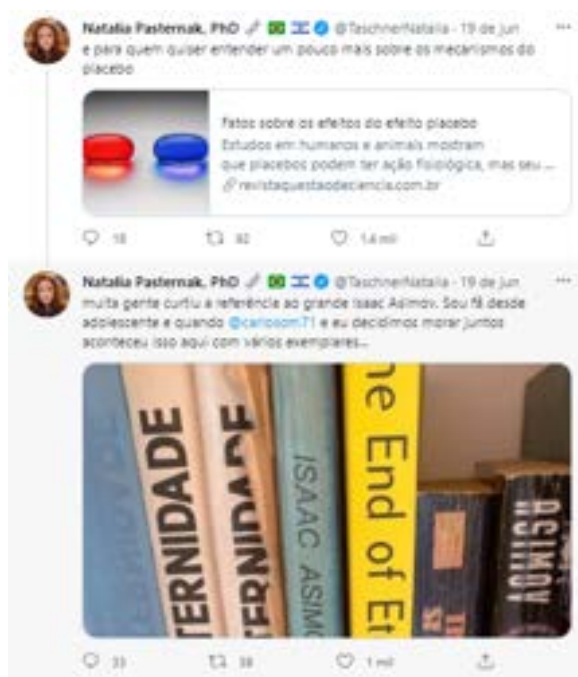 Natalia Pasternak, PhD @TaschnerNatalia · 19 de jun
e para quem quiser entender um pouco mais sobre os mecanismos do
placebo
Fatos sobre os efeitos do efeito placebo
Estudos em humanos e animais mostram
que placebos podem ter ação fisiológica, mas seu ...
revistaquestaodeciencia.com.br
18 92 1,4 mil
Natalia Pasternak, PhD @TaschnerNatalia · 19 de jun
muita gente curtiu a referência ao grande Isaac Asimov. Sou fã desde
adolescente e quando @carlosom71 e eu decidimos morar juntos
aconteceu isso aqui com vários exemplares...
TERNIDADE
TERNIDADE
ISAAC ASIMO
he End of Et
ASIMOV
33 38 1 mil